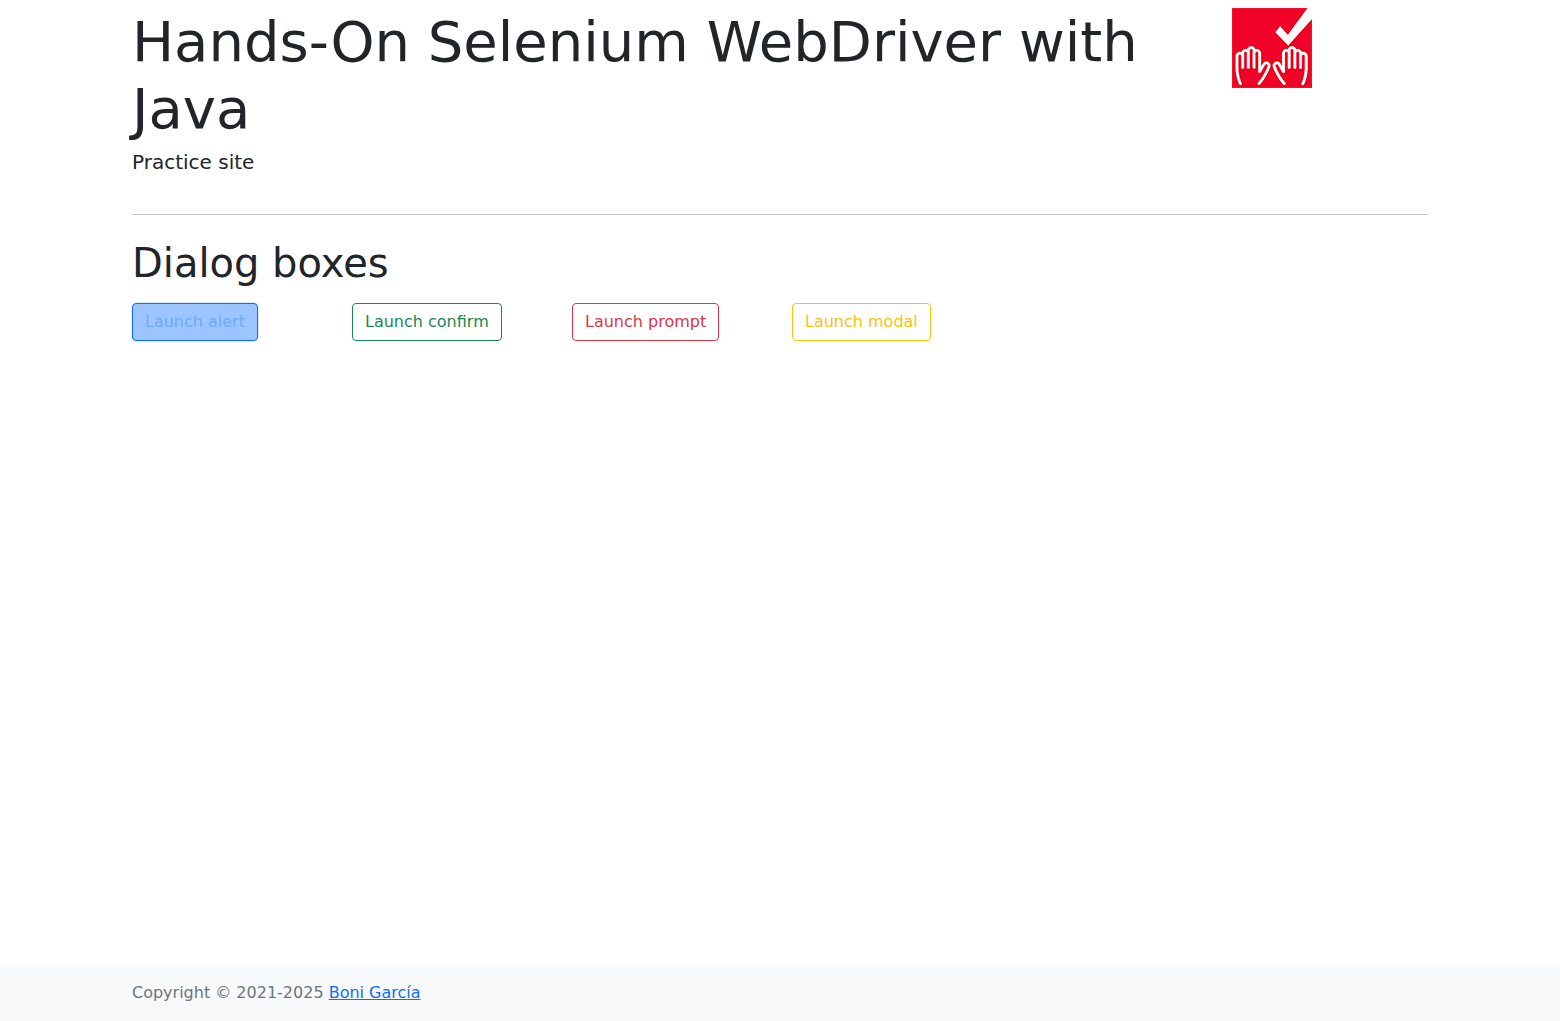 Hands-On Selenium WebDriver with
Java
Practice site
Dialog boxes
Launch alert
Launch confirm
Launch prompt
Launch modal
Copyright © 2021-2025 Boni García